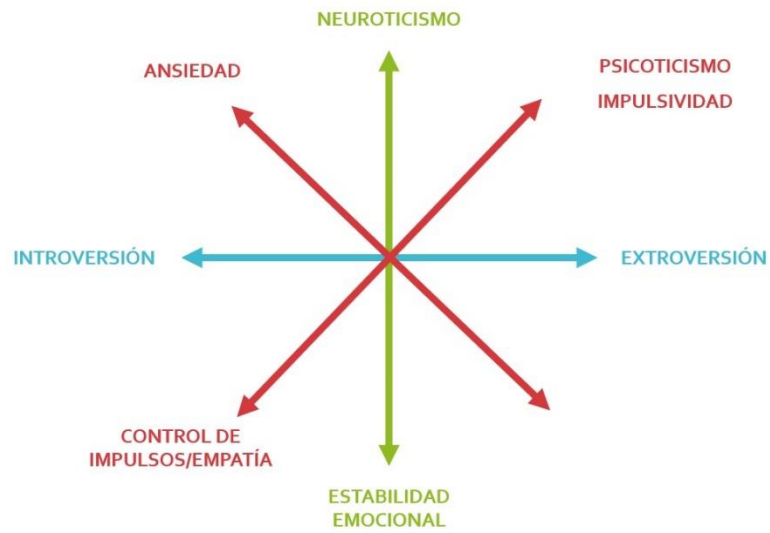 NEUROTICISMO
ANSIEDAD
PSICOTICISMO
IMPULSIVIDAD
INTROVERSIÓN
EXTROVERSIÓN
CONTROL DE
IMPULSOS/EMPATÍA
ESTABILIDAD
EMOCIONAL